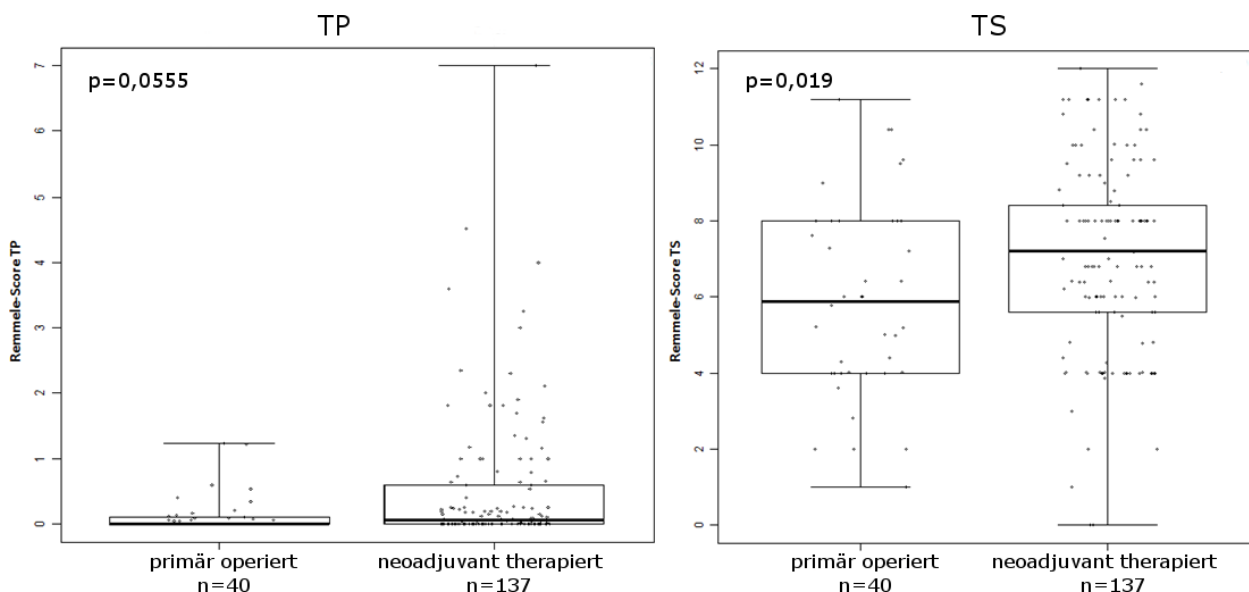 TP
p=0,0555
Remmele-Score TP
7
6
5
4
3
2
1
0
primär operiert
n=40
neoadjuvant therapiert
n=137
TS
p=0,019
Remmele-Score TS
12
10
8
6
4
2
0
primär operiert
n=40
neoadjuvant therapiert
n=137